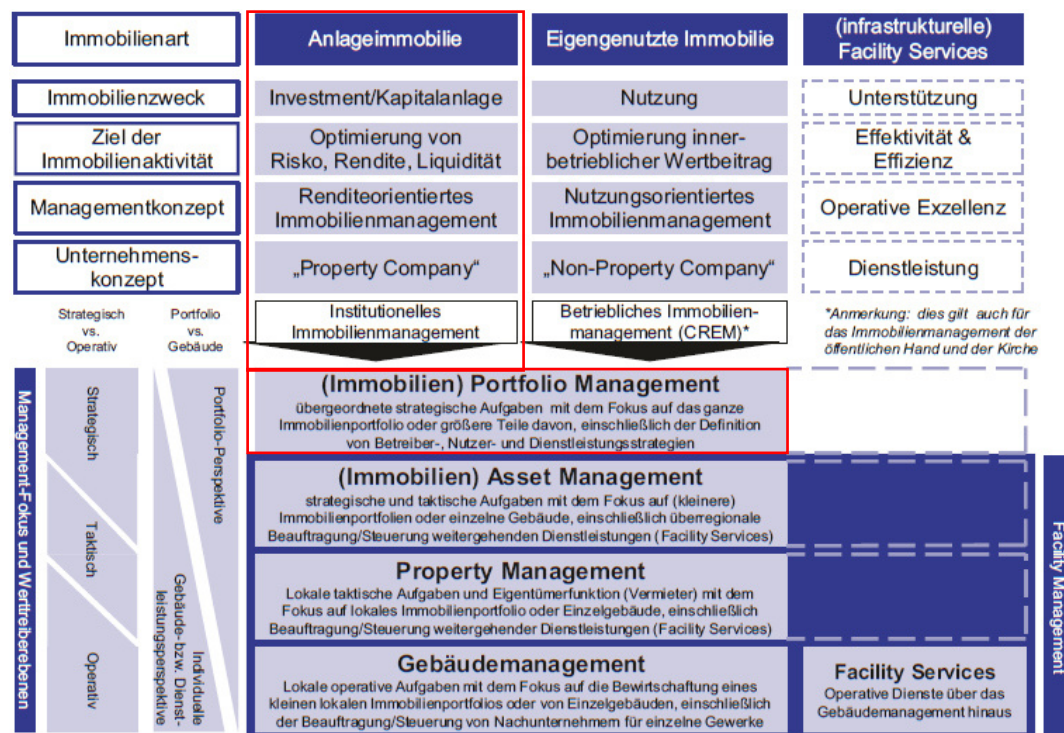 Immobilienart
Anlageimmobilie
Eigengenutzte Immobilie
(infrastrukturelle)
Facility Services
Immobilienzweck
Investment/Kapitalanlage
Nutzung
Unterstützung
Ziel der
Immobilienaktivität
Optimierung von
Risko, Rendite, Liquidität
Optimierung inner-
betrieblicher Wertbeitrag
Effektivität &
Effizienz
Managementkonzept
Renditeorientiertes
Immobilienmanagement
Nutzungsorientiertes
Immobilienmanagement
Operative Exzellenz
Unternehmens-
konzept
„Property Company“
„Non-Property Company“
Dienstleistung
Strategisch
vs.
Operativ
Portfolio
vs.
Gebäude
Institutionelles
Immobilienmanagement
Betriebliches Immobilien-
management (CREM)*
*Anmerkung: dies gilt auch für
das Immobilienmanagement der
öffentlichen Hand und der Kirche
Management-Fokus und Werttreiberebenen
Strategisch
Taktisch
Operativ
Portfolio-Perspektive
Individuelle
Gebäude-bzw. Dienst-
leistungsperspektive
(Immobilien) Portfolio Management
übergeordnete strategische Aufgaben mit dem Fokus auf das ganze
Immobilienportfolio oder größere Teile davon, einschließlich der Definition
von Betreiber-, Nutzer- und Dienstleistungsstrategien
(Immobilien) Asset Management
strategische und taktische Aufgaben mit dem Fokus auf (kleinere)
Immobilienportfolien oder einzelne Gebäude, einschließlich überregionale
Beauftragung/Steuerung weitergehenden Dienstleistungen (Facility Services)
Property Management
Lokale taktische Aufgaben und Eigentümerfunktion (Vermieter) mit dem
Fokus auf lokales Immobilienportfolio oder Einzelgebäude, einschließlich
Beauftragung/Steuerung weitergehender Dienstleistungen (Facility Services)
Gebäudemanagement
Lokale operative Aufgaben mit dem Fokus auf die Bewirtschaftung eines
kleinen lokalen Immobilienportfolios oder von Einzelgebäuden, einschließlich
der Beauftragung/Steuerung von Nachunternehmern für einzelne Gewerke
Facility Services
Operative Dienste über das
Gebäudemanagement hinaus
Facility Management